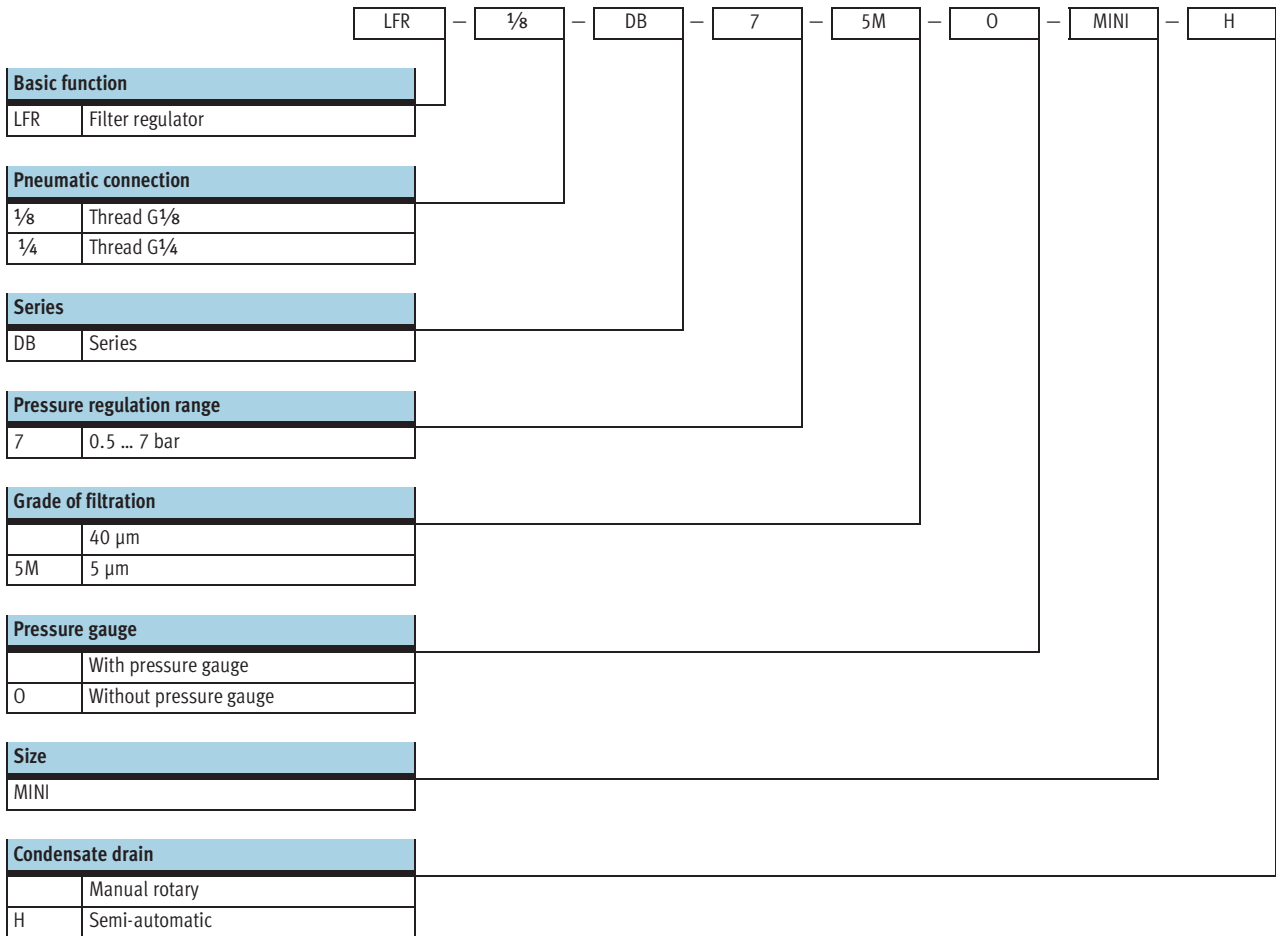 LFR – ⅛ – DB – 7 – 5M – O – MINI – H
Basic function
LFR Filter regulator
Pneumatic connection
⅛ Thread G⅛
¼ Thread G¼
Series
DB Series
Pressure regulation range
7 0.5 … 7 bar
Grade of filtration
40 µm
5M 5 µm
Pressure gauge
With pressure gauge
O Without pressure gauge
Size
MINI
Condensate drain
Manual rotary
H Semi-automatic